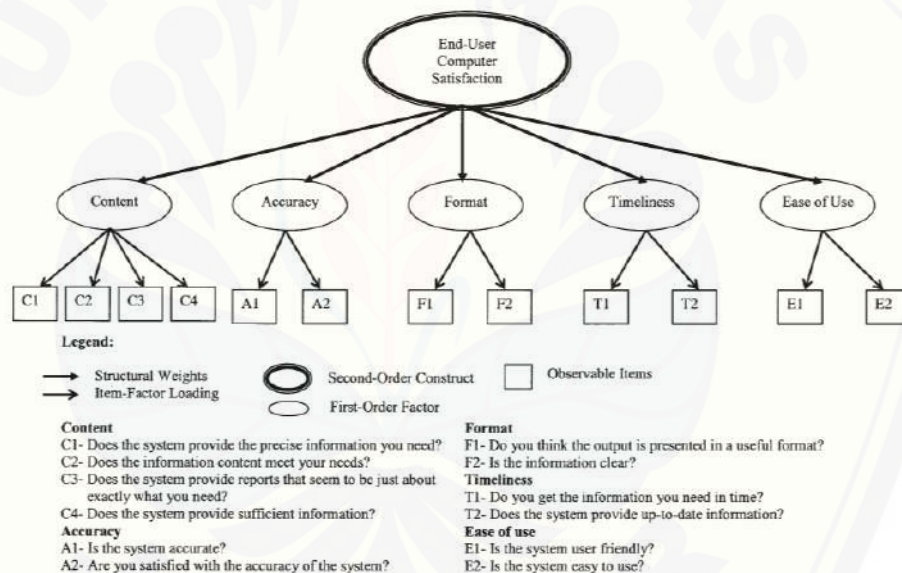 End-User
Computer
Satisfaction
Content
Accuracy
Format
Timeliness
Ease of Use
C1
C2
C3
C4
A1
A2
F1
F2
T1
T2
E1
E2
Legend:
Structural Weights
Item-Factor Loading
Second-Order Construct
First-Order Factor
Observable Items
Content
C1- Does the system provide the precise information you need?
C2- Does the information content meet your needs?
C3- Does the system provide reports that seem to be just about
exactly what you need?
C4- Does the system provide sufficient information?
Accuracy
A1- Is the system accurate?
A2- Are you satisfied with the accuracy of the system?
Format
F1- Do you think the output is presented in a useful format?
F2- Is the information clear?
Timeliness
T1- Do you get the information you need in time?
T2- Does the system provide up-to-date information?
Ease of use
E1- Is the system user friendly?
E2- Is the system easy to use?